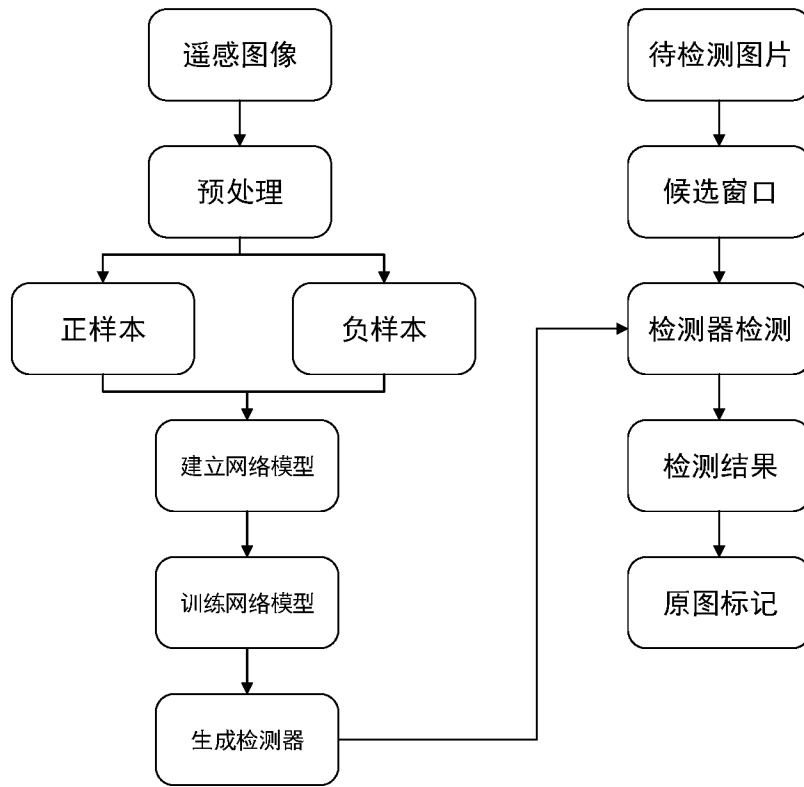 遥感图像
预处理
正样本
负样本
建立网络模型
训练网络模型
生成检测器
待检测图片
候选窗口
检测器检测
检测结果
原图标记